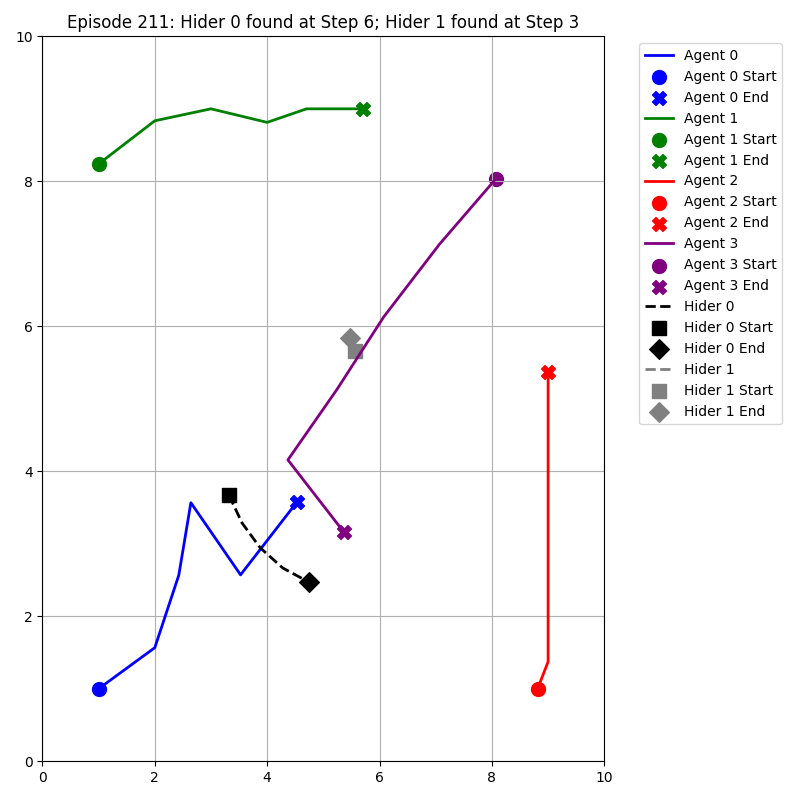 Episode 211: Hider 0 found at Step 6; Hider 1 found at Step 3
10
8
6
4
2
0
0 2 4 6 8 10
Agent 0
Agent 0 Start
Agent 0 End
Agent 1
Agent 1 Start
Agent 1 End
Agent 2
Agent 2 Start
Agent 2 End
Agent 3
Agent 3 Start
Agent 3 End
Hider 0
Hider 0 Start
Hider 0 End
Hider 1
Hider 1 Start
Hider 1 End